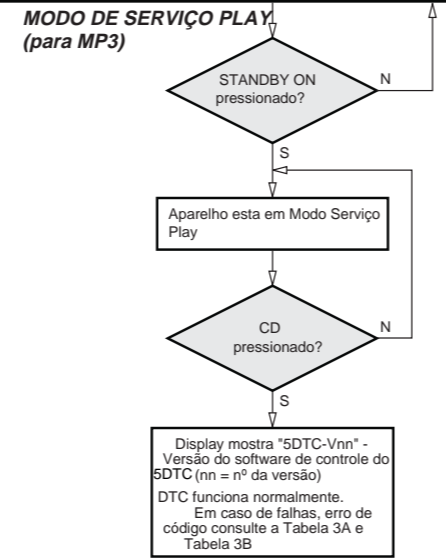 MODO DE SERVIÇO PLAY
(para MP3)
STANDBY ON
pressionado?
N
S
Aparelho esta em Modo Serviço
Play
CD
pressionado?
N
S
Display mostra "5DTC-Vnn" -
Versão do software de controle do
5DTC (nn = nº da versão)
DTC funciona normalmente.
Em caso de falhas, erro de
código consulte a Tabela 3A e
Tabela 3B